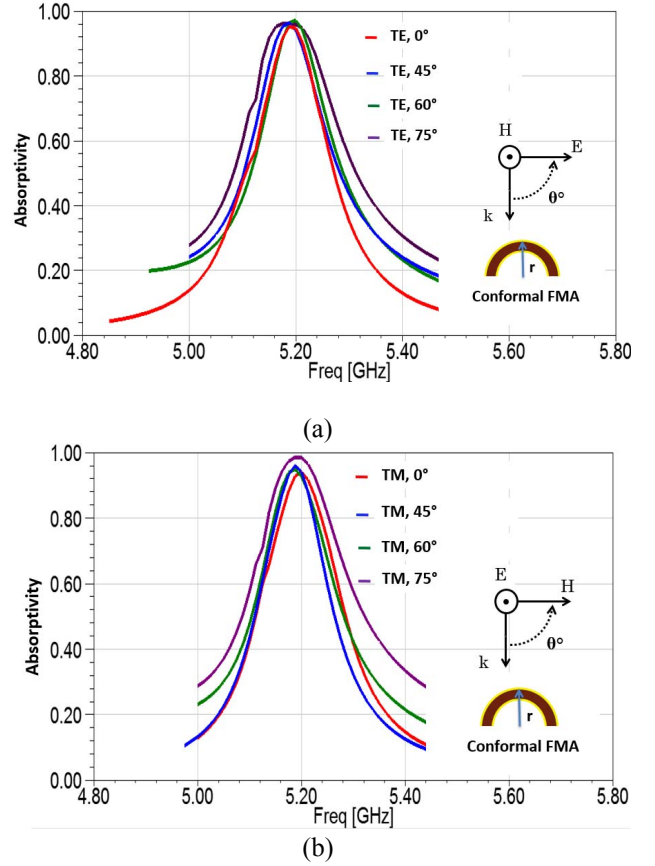 1.00
0.80
0.60
0.40
0.20
0.00
Absorptivity
TE, 0°
TE, 45°
TE, 60°
TE, 75°
H
E
k
θ°
r
Conformal FMA
4.80 5.00 5.20 5.40 5.60 5.80
Freq [GHz]
(a)
1.00
0.80
0.60
0.40
0.20
0.00
Absorptivity
TM, 0°
TM, 45°
TM, 60°
TM, 75°
E
H
k
θ°
r
Conformal FMA
4.80 5.00 5.20 5.40 5.60 5.80
Freq [GHz]
(b)